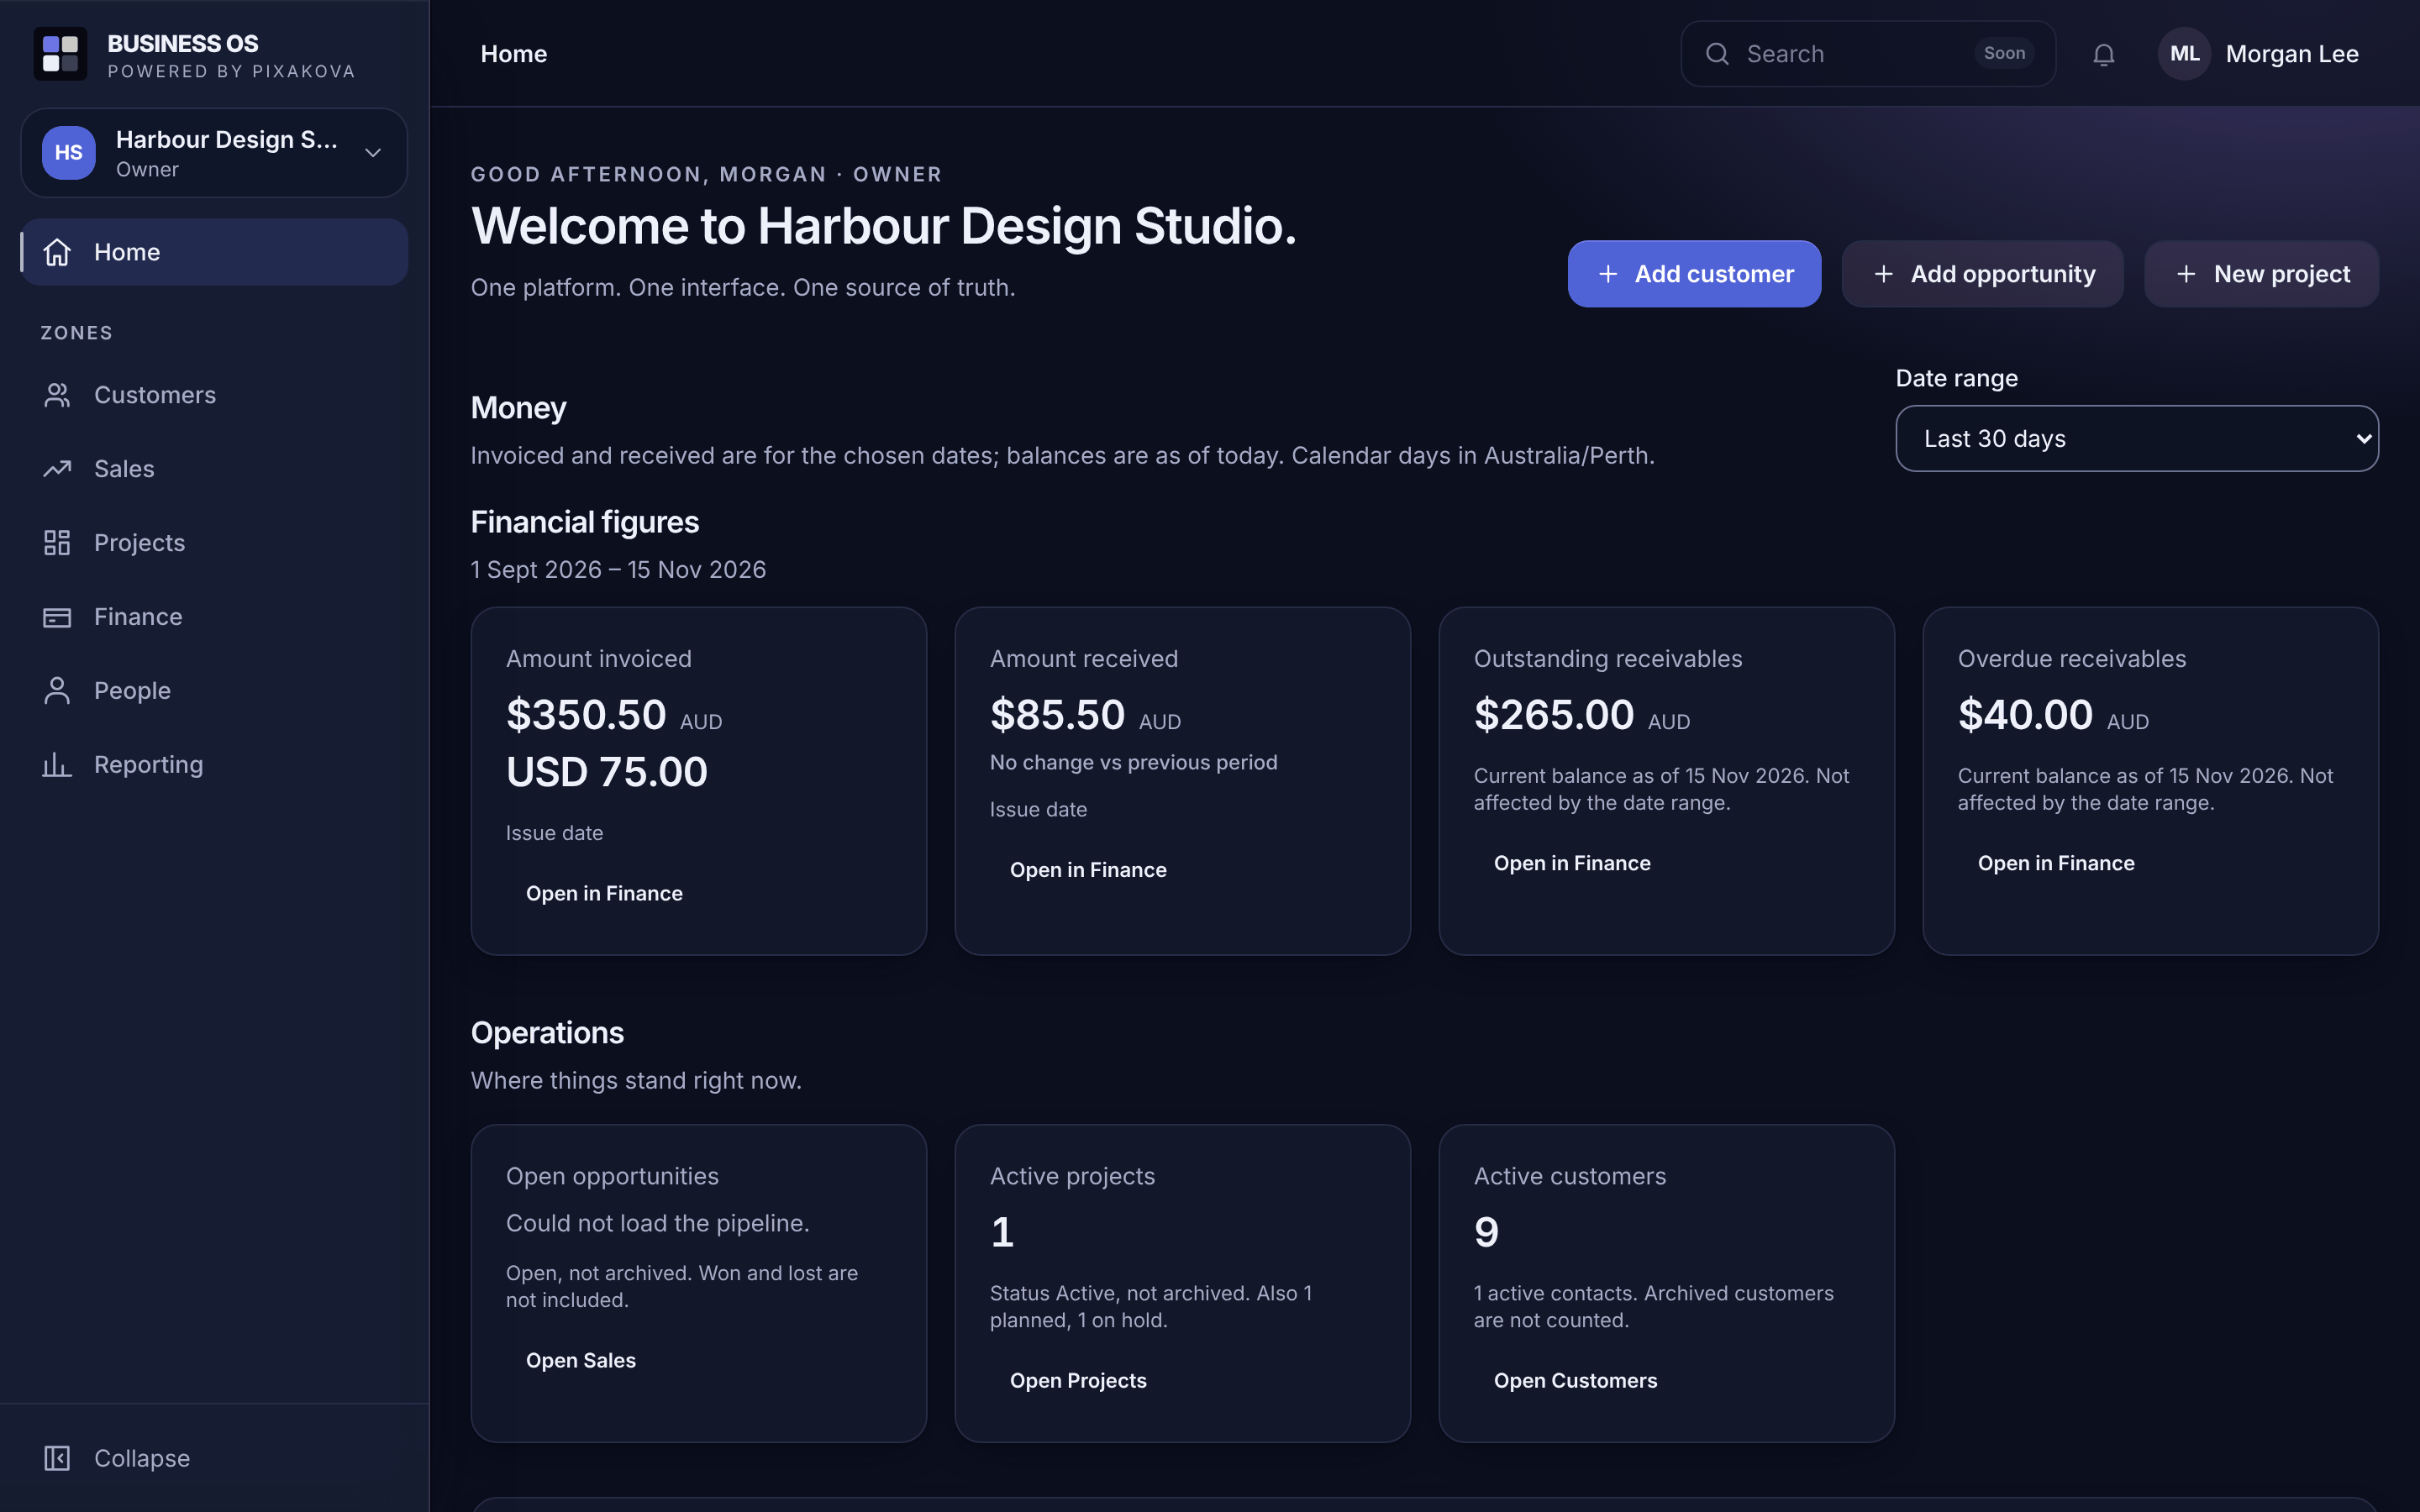 BUSINESS OS
POWERED BY PIXAKOVA
HS
Harbour Design S...
Owner
Home
ZONES
Customers
Sales
Projects
Finance
People
Reporting
Collapse
Home
Search
Soon
ML
Morgan Lee
GOOD AFTERNOON, MORGAN · OWNER
Welcome to Harbour Design Studio.
One platform. One interface. One source of truth.
Add customer
Add opportunity
New project
Money
Invoiced and received are for the chosen dates; balances are as of today. Calendar days in Australia/Perth.
Date range
Last 30 days
Financial figures
1 Sept 2026 – 15 Nov 2026
Amount invoiced
$350.50 AUD
USD 75.00
Issue date
Open in Finance
Amount received
$85.50 AUD
No change vs previous period
Issue date
Open in Finance
Outstanding receivables
$265.00 AUD
Current balance as of 15 Nov 2026. Not
affected by the date range.
Open in Finance
Overdue receivables
$40.00 AUD
Current balance as of 15 Nov 2026. Not
affected by the date range.
Open in Finance
Operations
Where things stand right now.
Open opportunities
Could not load the pipeline.
Open, not archived. Won and lost are
not included.
Open Sales
Active projects
1
Status Active, not archived. Also 1
planned, 1 on hold.
Open Projects
Active customers
9
1 active contacts. Archived customers
are not counted.
Open Customers